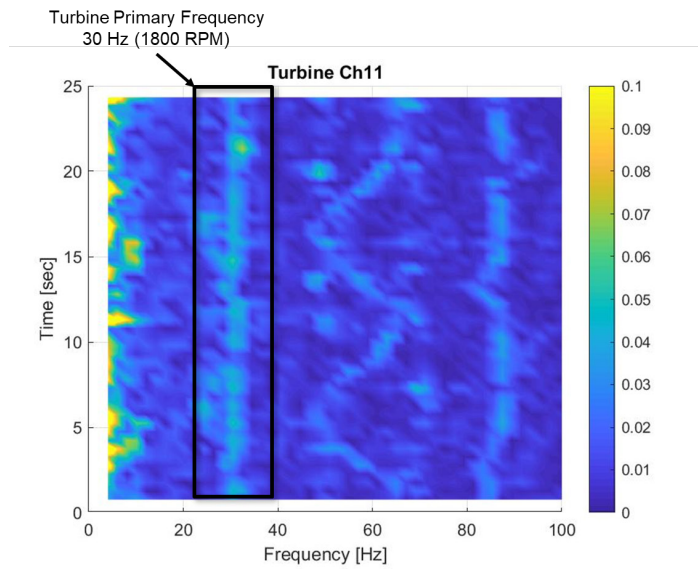 Turbine Primary Frequency
30 Hz (1800 RPM)
Turbine Ch11
25
20
15
10
5
0
Time [sec]
0 20 40 60 80 100
Frequency [Hz]
0.1
0.09
0.08
0.07
0.06
0.05
0.04
0.03
0.02
0.01
0